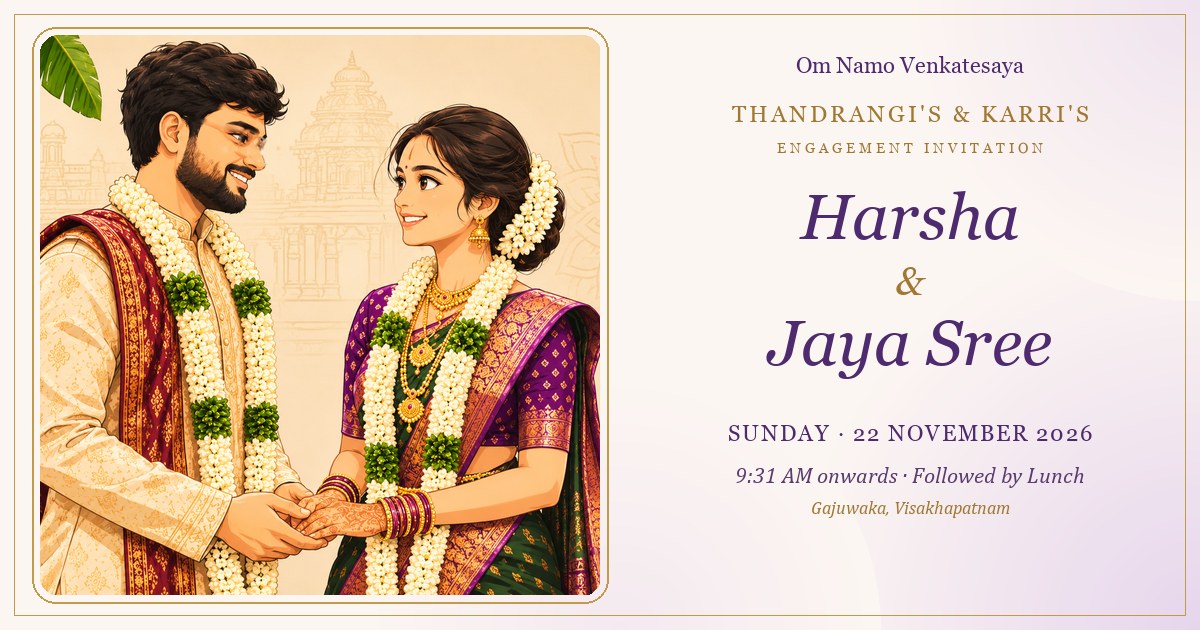 Om Namo Venkatesaya
THANDRANGI'S & KARRI'S
ENGAGEMENT INVITATION
Harsha
&
Jaya Sree
SUNDAY · 22 NOVEMBER 2026
9:31 AM onwards · Followed by Lunch
Gajuwaka, Visakhapatnam